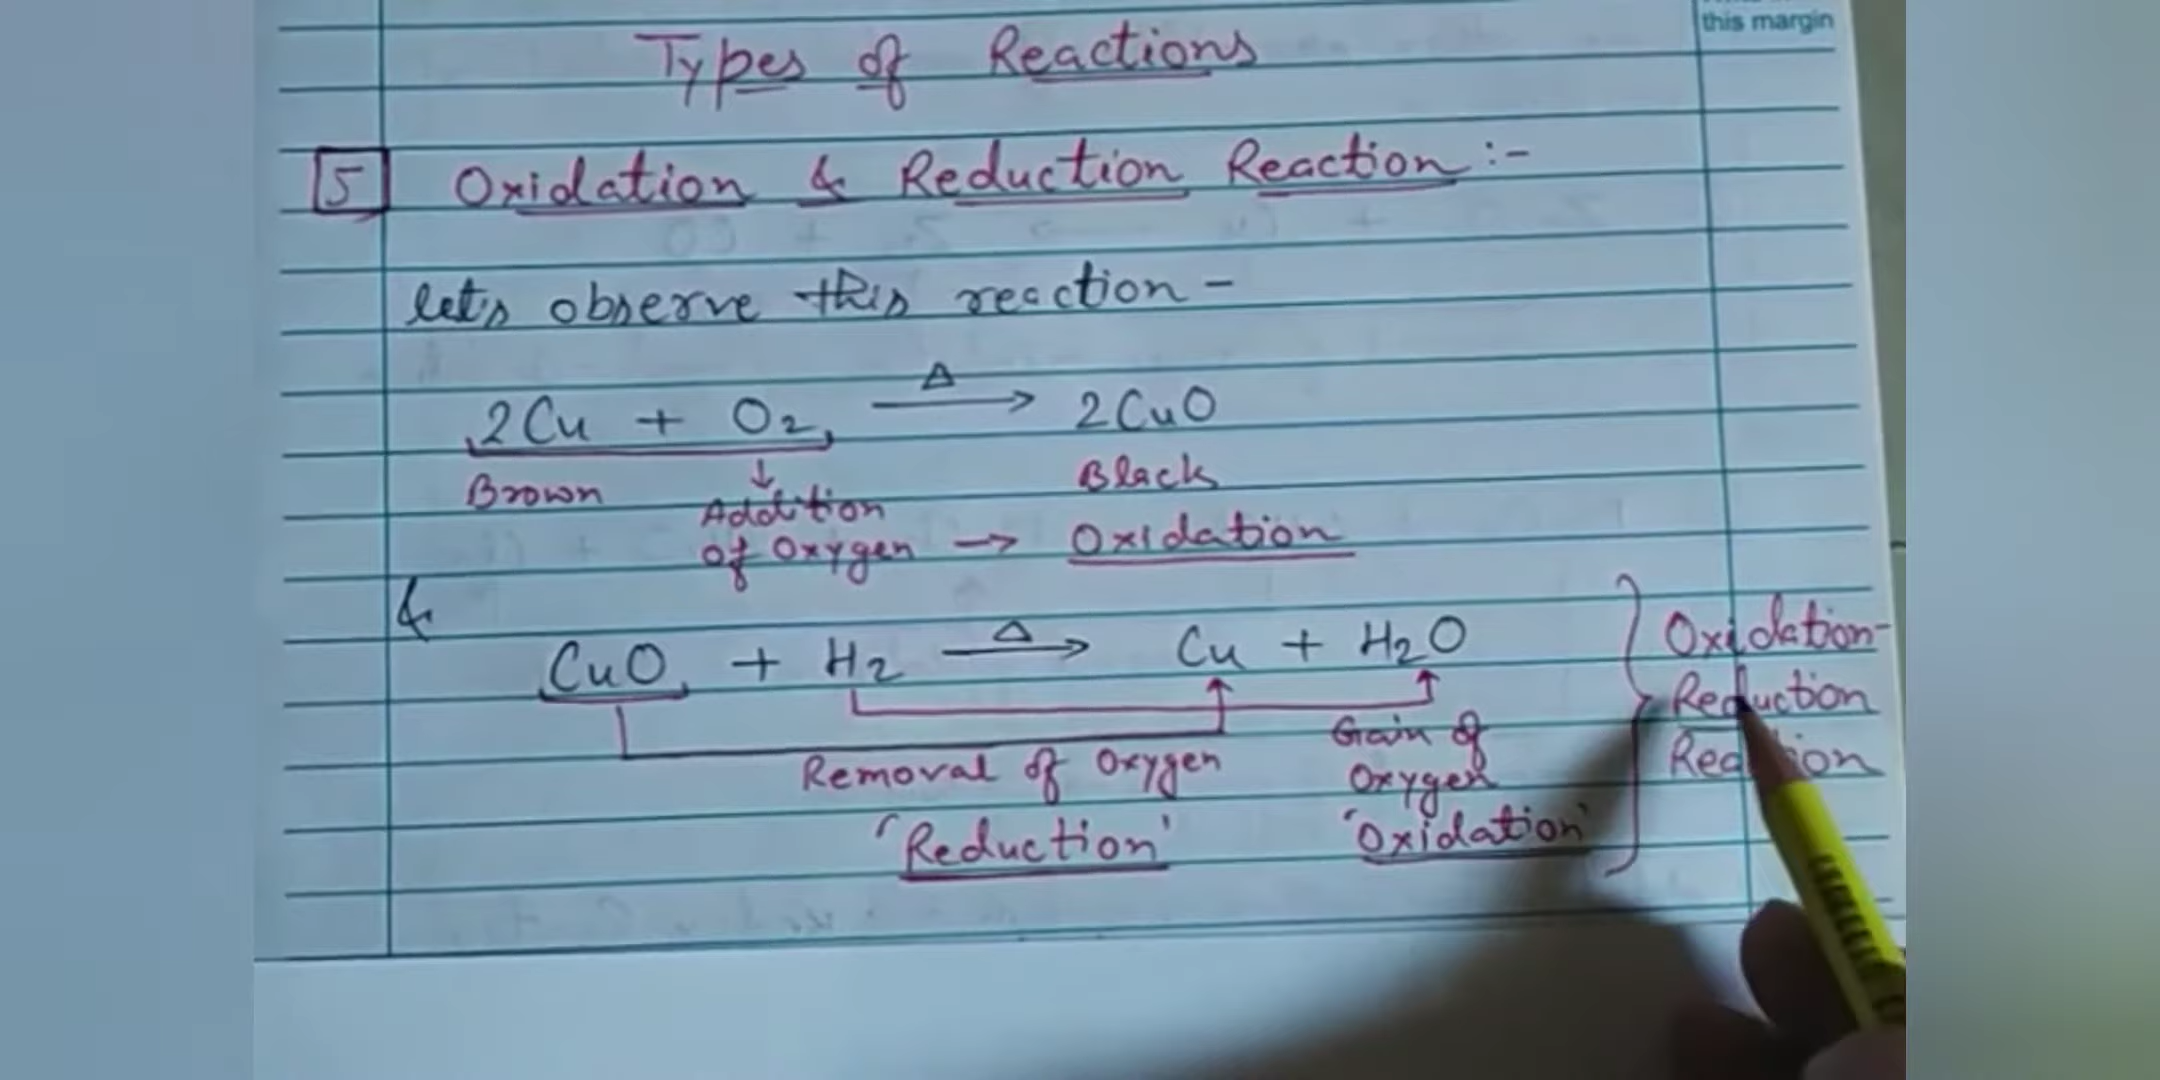 this margin
Types of Reactions
5 Oxidation & Reduction Reaction :-
let's observe this reaction -
2Cu + O2 Δ→ 2CuO
Brown ↓ Black
Addition
of Oxygen → Oxidation
&
CuO + H2 Δ→ Cu + H2O
Removal of Oxygen
'Reduction'
Gain of
Oxygen
'Oxidation'
Oxidation-
Reduction
Reaction